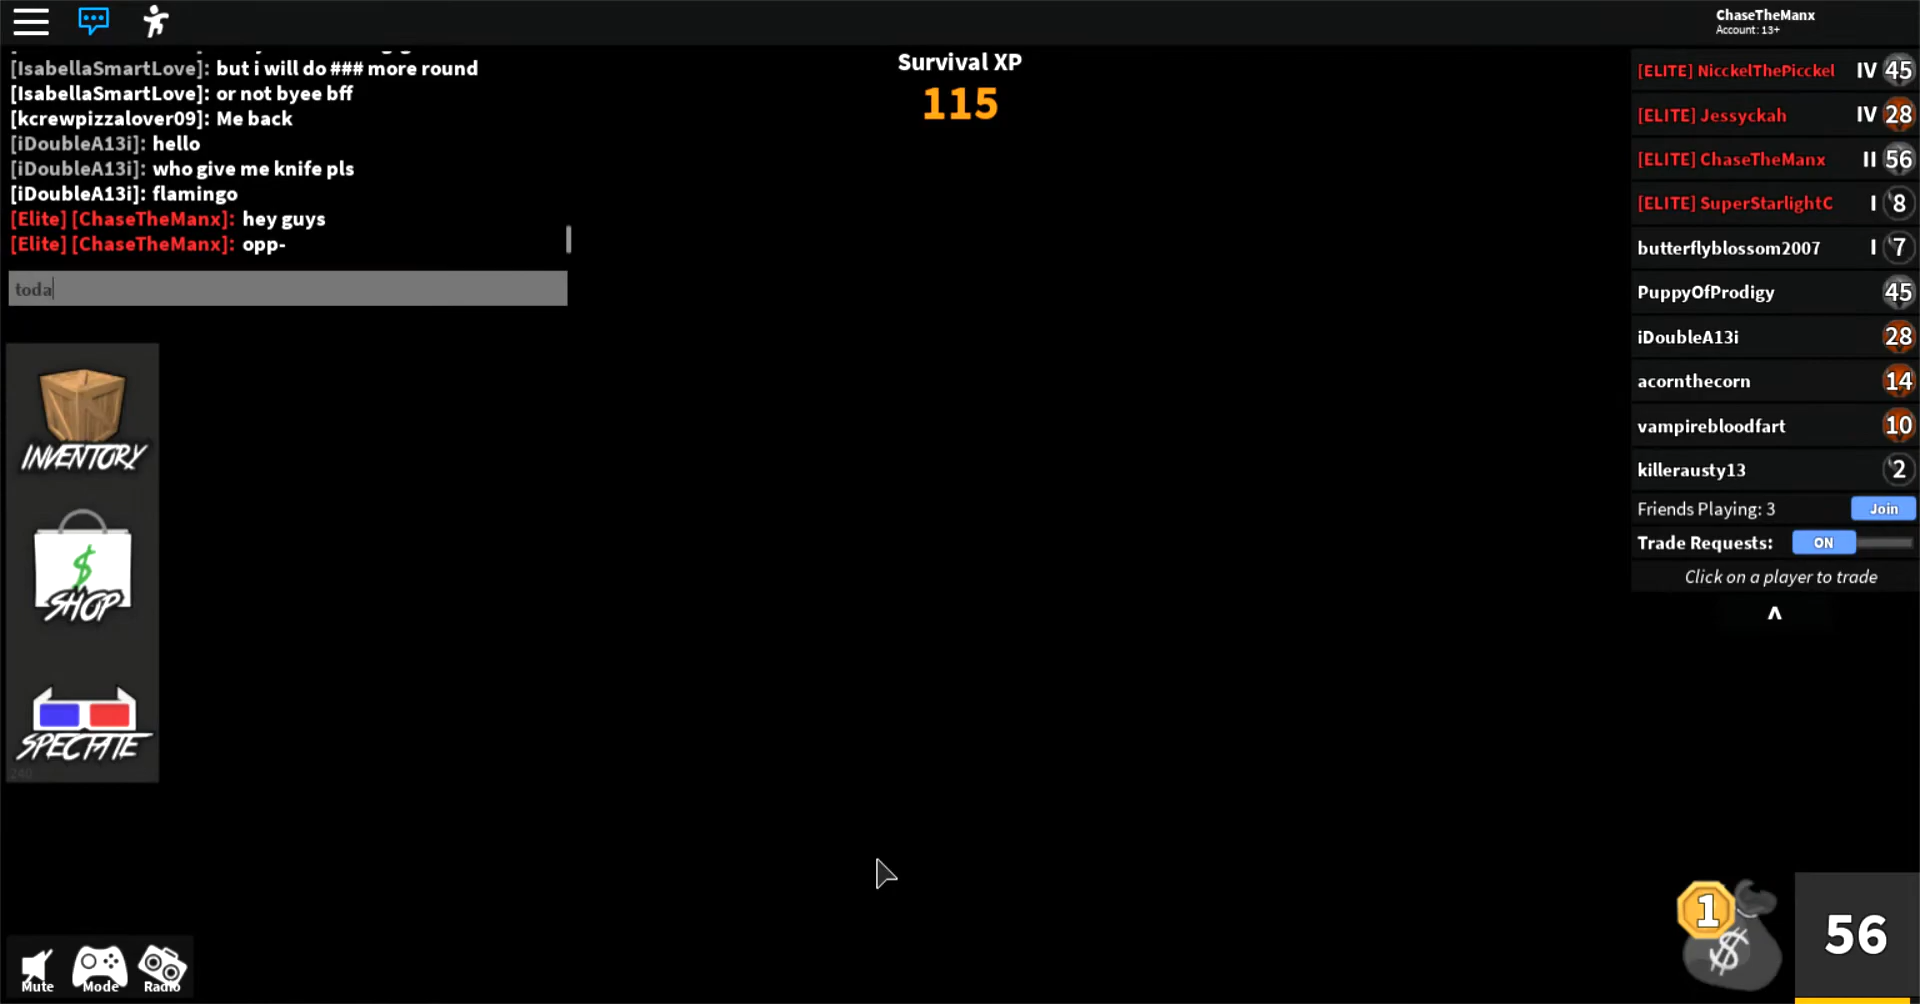 ChaseTheManx
Account: 13+
[IsabellaSmartLove]: but i will do ### more round
[IsabellaSmartLove]: or not byee bff
[kcrewpizzalover09]: Me back
[iDoubleA13i]: hello
[iDoubleA13i]: who give me knife pls
[iDoubleA13i]: flamingo
[Elite] [ChaseTheManx]: hey guys
[Elite] [ChaseTheManx]: opp-
toda
Survival XP
115
[ELITE] NicckelThePicckel IV 45
[ELITE] Jessyckah IV 28
[ELITE] ChaseTheManx II 56
[ELITE] SuperStarlightC I 8
butterflyblossom2007 I 7
PuppyOfProdigy 45
iDoubleA13i 28
acornthecorn 14
vampirebloodfart 10
killerausty13 2
Friends Playing: 3 Join
Trade Requests: ON
Click on a player to trade
INVENTORY
$
SHOP
SPECTATE
240
Mute Mode Radio
1
$
56